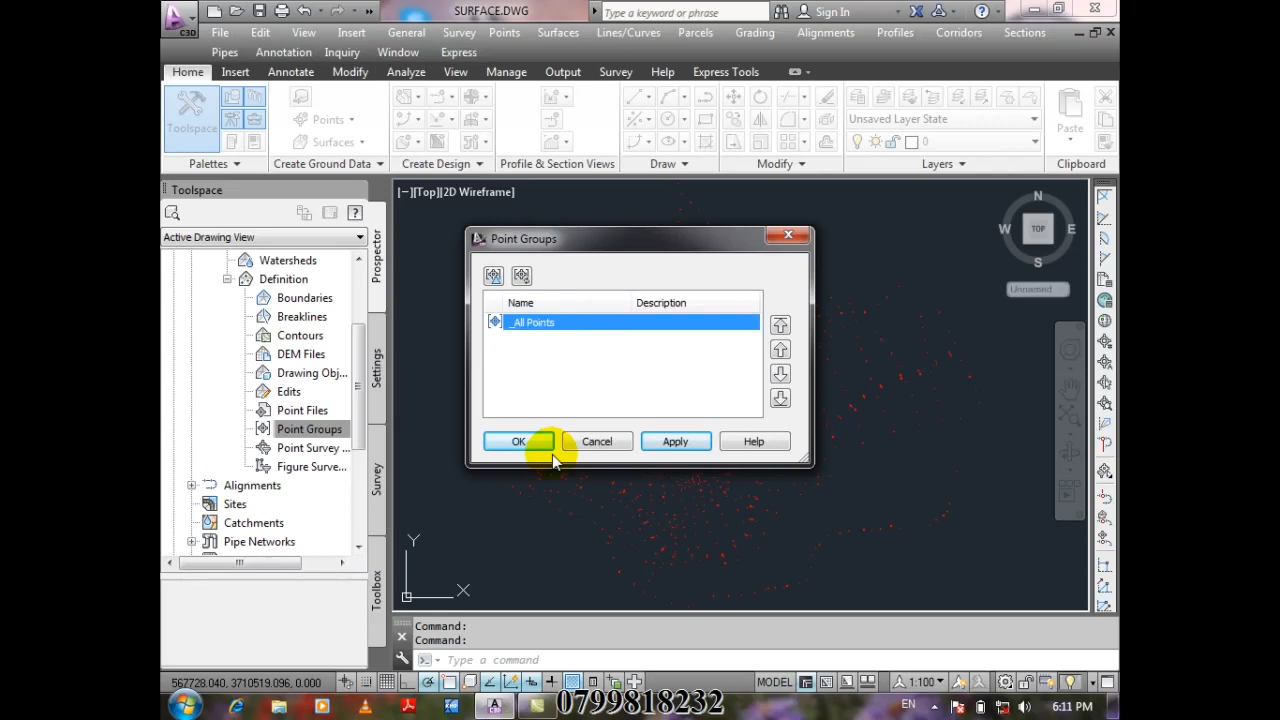 SURFACE.DWG
Type a keyword or phrase
Sign In
C3D
File Edit View Insert General Survey Points Surfaces Lines/Curves Parcels Grading Alignments Profiles Corridors Sections
Pipes Annotation Inquiry Window Express
Home Insert Annotate Modify Analyze View Manage Output Survey Help Express Tools
Toolspace
Points
Surfaces
Unsaved Layer State
0
Paste
Palettes Create Ground Data Create Design Profile & Section Views Draw Modify Layers Clipboard
Toolspace
Active Drawing View
Watersheds
Definition
Boundaries
Breaklines
Contours
DEM Files
Drawing Obj...
Edits
Point Files
Point Groups
Point Survey ...
Figure Surve...
Alignments
Sites
Catchments
Pipe Networks
Prospector
Settings
Survey
Toolbox
[−][Top][2D Wireframe]
N
W TOP E
S
Unnamed
Point Groups
Name Description
_All Points
OK Cancel Apply Help
Y
X
Command:
Command:
Type a command
567728.040, 3710519.096, 0.000
MODEL
1:100
0799818232
EN
6:11 PM